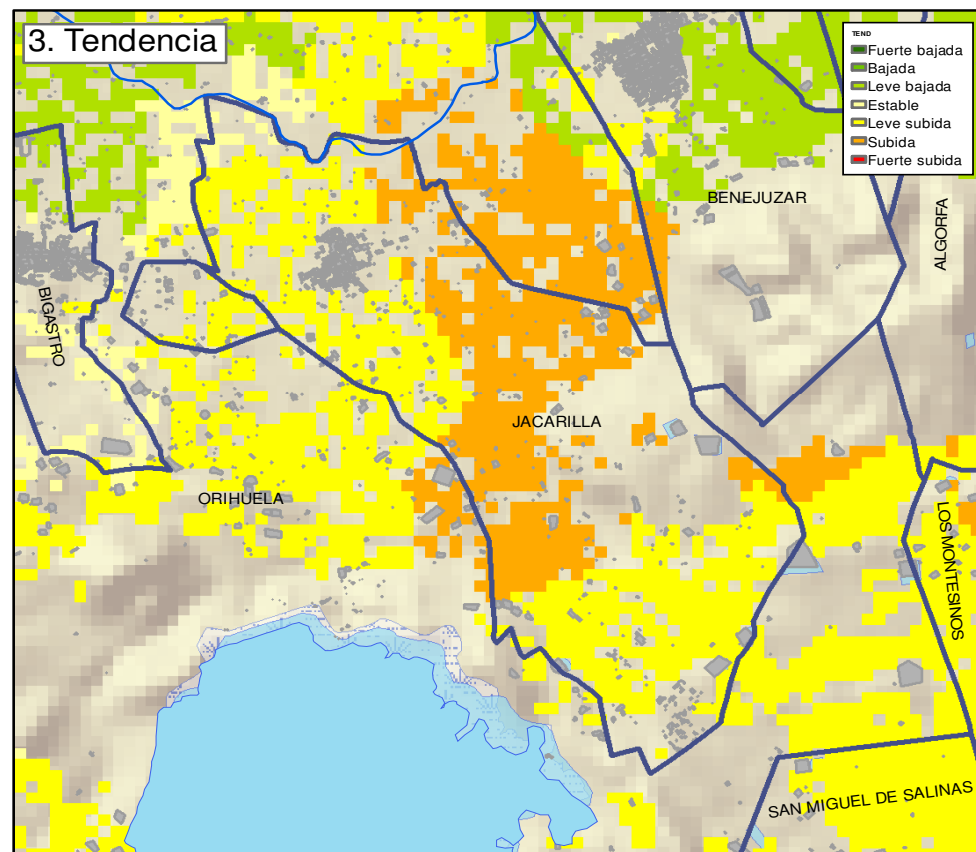 3. Tendencia
TEND
Fuerte bajada
Bajada
Leve bajada
Estable
Leve subida
Subida
Fuerte subida
BENEJUZAR
ALGORFA
BIGASTRO
JACARILLA
ORIHUELA
LOS MONTESINOS
SAN MIGUEL DE SALINAS